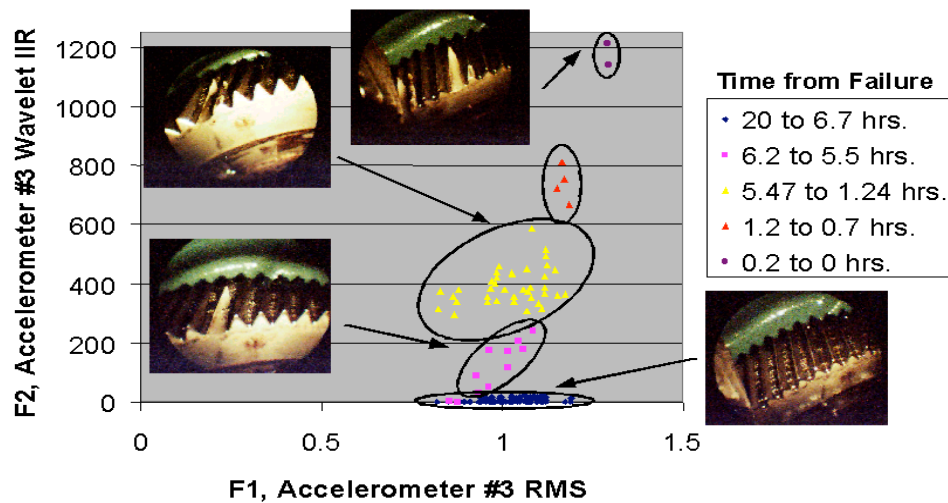 F2, Accelerometer #3 Wavelet IIR
1200
1000
800
600
400
200
0
0
0.5
1
1.5
F1, Accelerometer #3 RMS
Time from Failure
20 to 6.7 hrs.
6.2 to 5.5 hrs.
5.47 to 1.24 hrs.
1.2 to 0.7 hrs.
0.2 to 0 hrs.